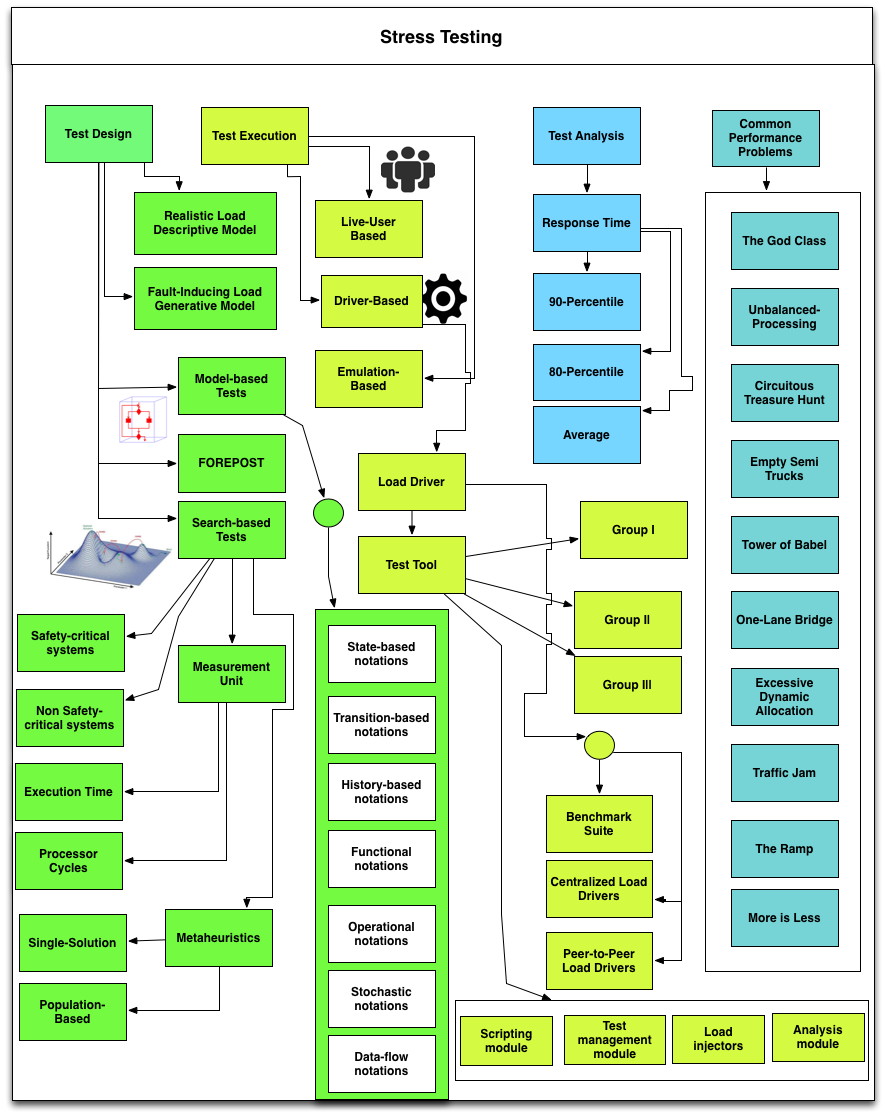 Stress Testing
Test Design
Test Execution
Test Analysis
Common
Performance
Problems
Realistic Load
Descriptive Model
Live-User
Based
Response Time
The God Class
Fault-Inducing Load
Generative Model
Driver-Based
90-Percentile
Unbalanced-
Processing
Model-based
Tests
Emulation-
Based
80-Percentile
Circuitous
Treasure Hunt
Average
FOREPOST
Load Driver
Empty Semi
Trucks
Search-based
Tests
Test Tool
Group I
Tower of Babel
Safety-critical
systems
Measurement
Unit
State-based
notations
Group II
One-Lane Bridge
Non Safety-
critical systems
Transition-based
notations
Group III
Excessive
Dynamic
Allocation
Execution Time
History-based
notations
Traffic Jam
Processor
Cycles
Functional
notations
Benchmark
Suite
The Ramp
Single-Solution
Metaheuristics
Operational
notations
Centralized Load
Drivers
More is Less
Population-
Based
Stochastic
notations
Peer-to-Peer
Load Drivers
Data-flow
notations
Scripting
module
Test
management
module
Load
injectors
Analysis
module